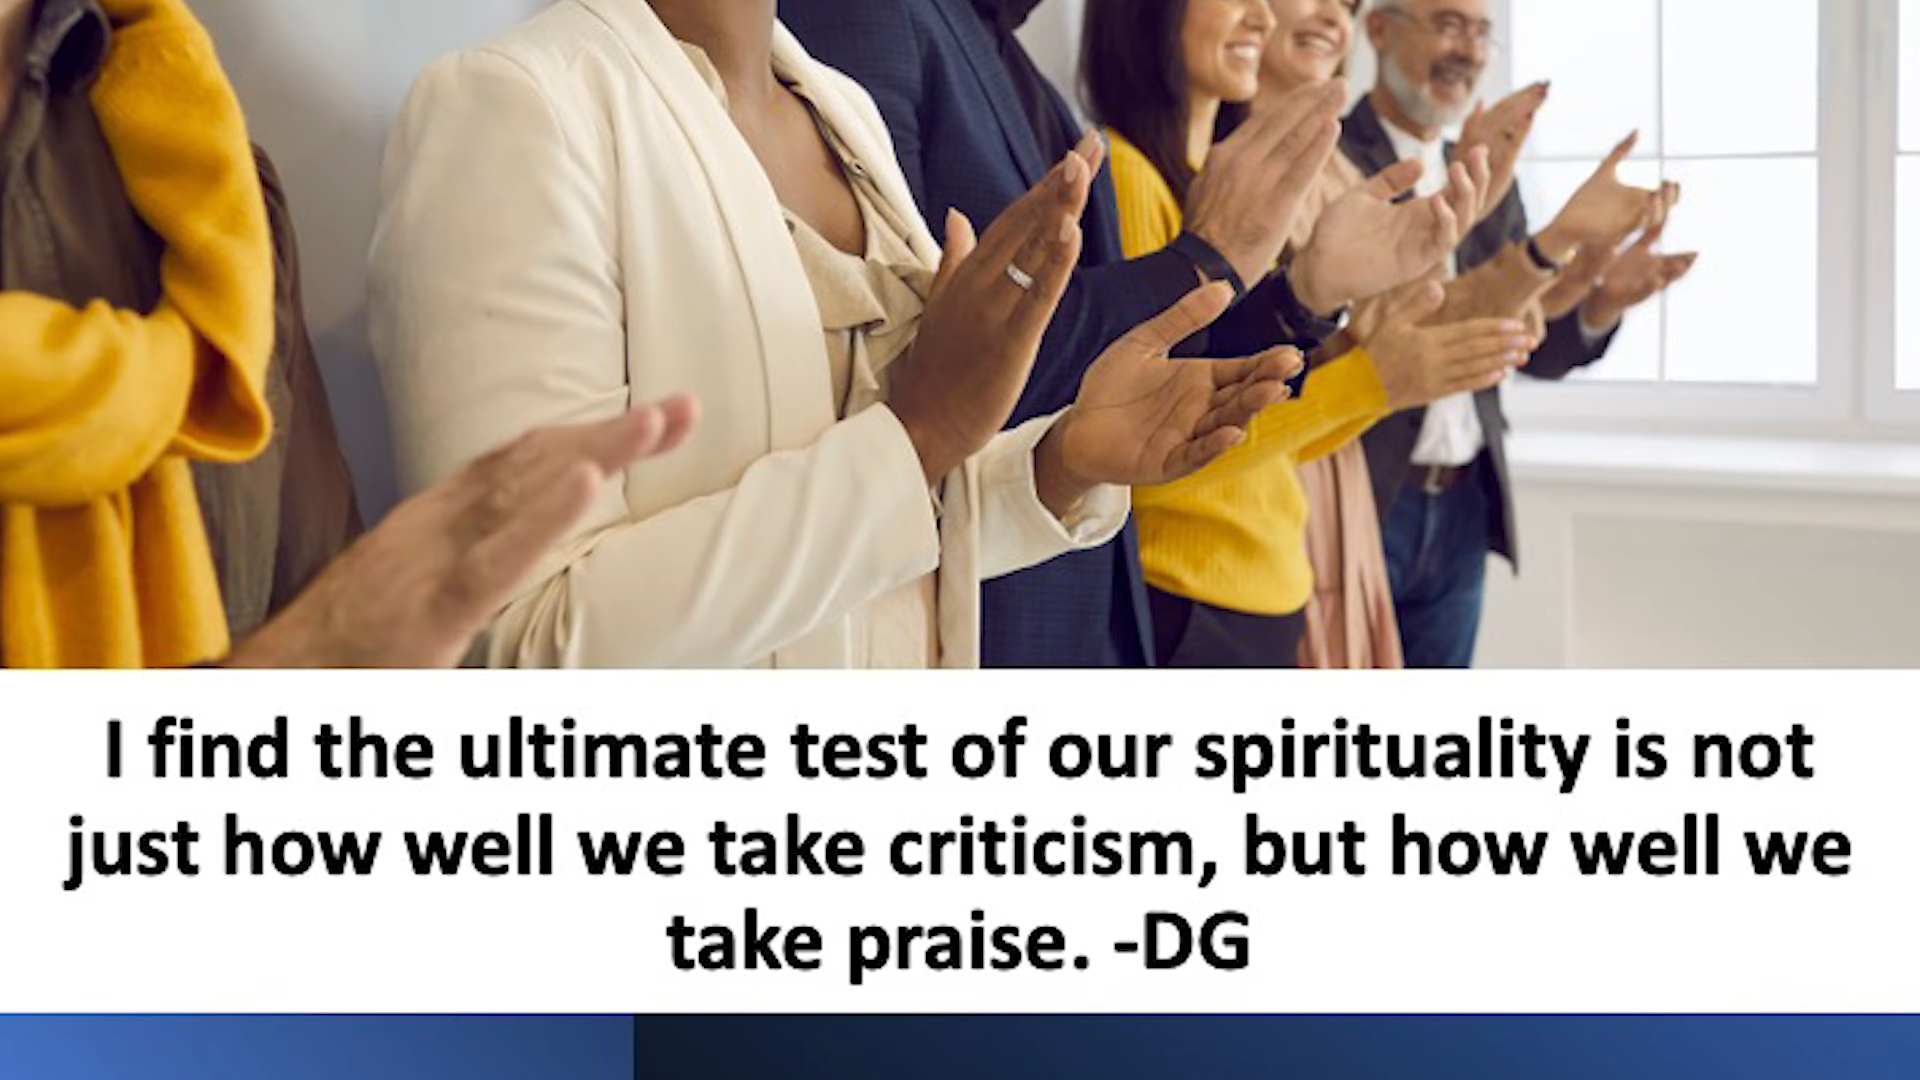 I find the ultimate test of our spirituality is not
just how well we take criticism, but how well we
take praise. -DG